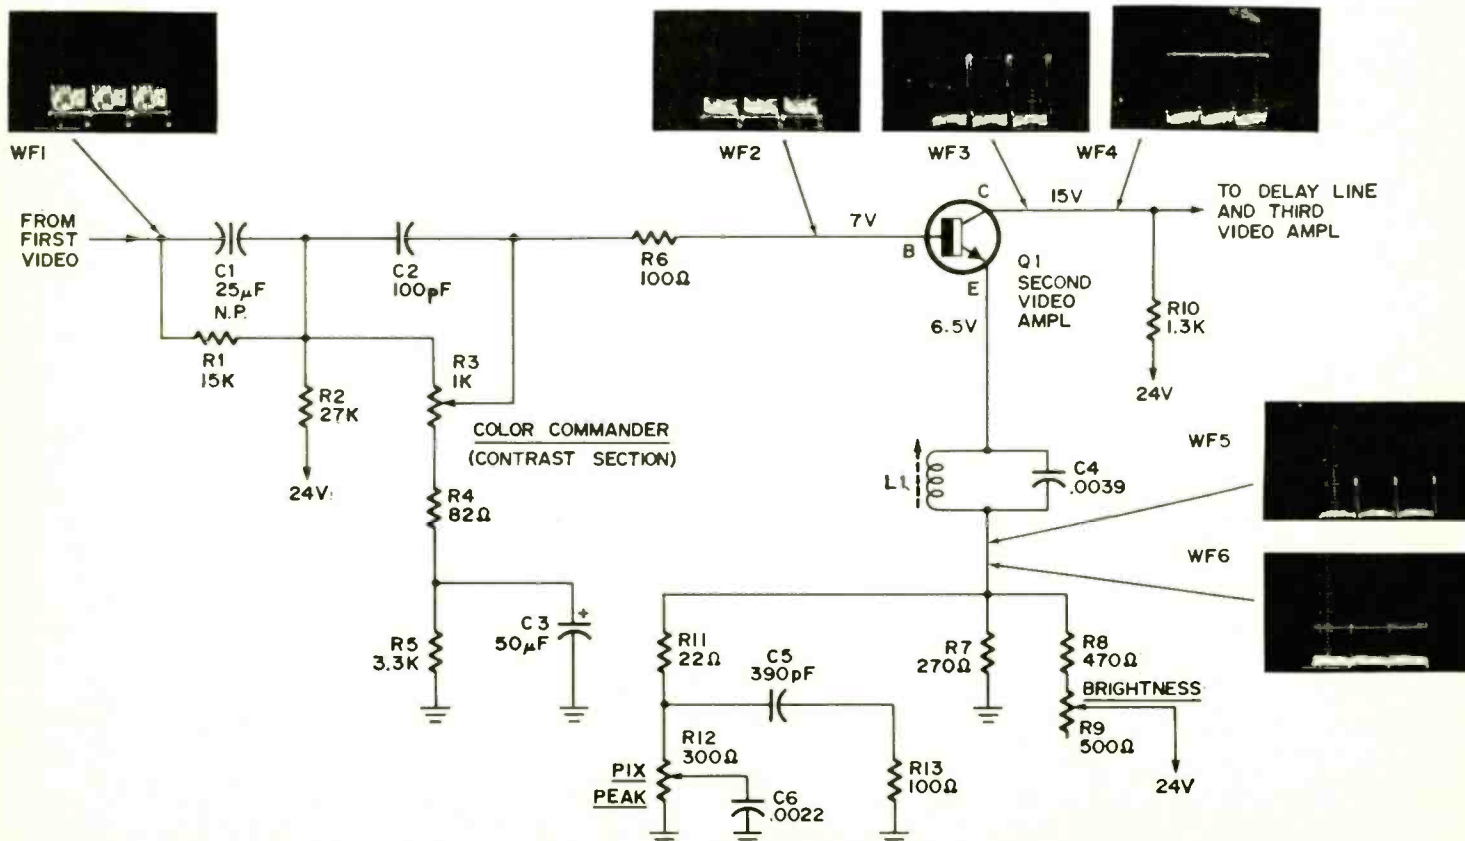 WF1
WF2
WF3
WF4
FROM
FIRST
VIDEO
C1
25µF
N.P.
C2
100pF
R6
100Ω
7V
B
C
E
15V
6.5V
Q1
SECOND
VIDEO
AMPL
TO DELAY LINE
AND THIRD
VIDEO AMPL
R10
1.3K
24V
R1
15K
R2
27K
24V
R3
1K
COLOR COMMANDER
(CONTRAST SECTION)
R4
82Ω
R5
3.3K
C3
50µF
+
L1
C4
.0039
WF5
WF6
R11
22Ω
C5
390pF
R7
270Ω
R8
470Ω
BRIGHTNESS
R9
500Ω
24V
R12
300Ω
PIX
PEAK
C6
.0022
R13
100Ω